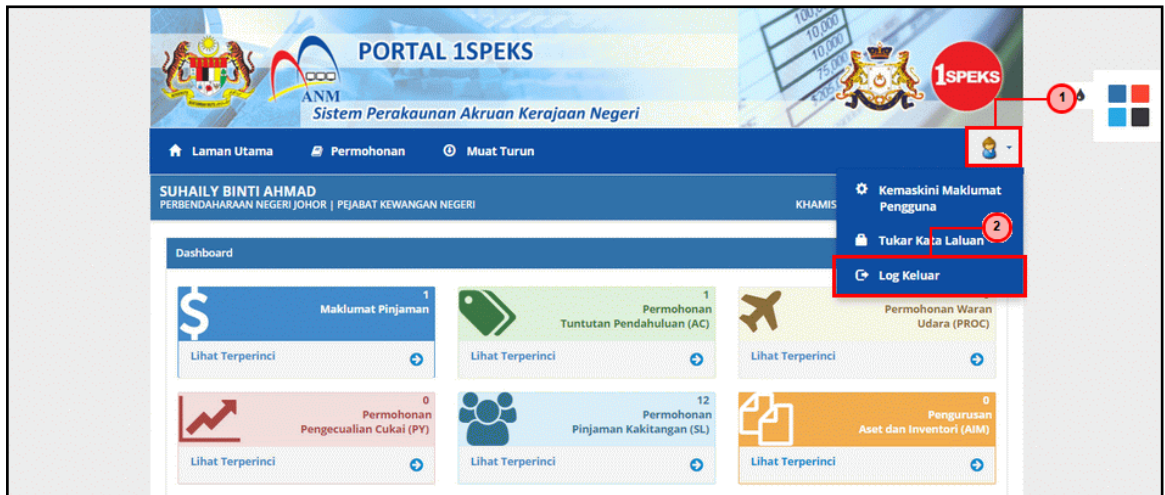 PORTAL 1SPEKS
ANM
Sistem Perakaunan Akruan Kerajaan Negeri
1SPEKS
1
Laman Utama
Permohonan
Muat Turun
SUHAILY BINTI AHMAD
PERBENDAHARAAN NEGERI JOHOR | PEJABAT KEWANGAN NEGERI
KHAMIS
Kemaskini Maklumat
Pengguna
2
Tukar Kata Laluan
Log Keluar
Dashboard
1
Maklumat Pinjaman
Lihat Terperinci
1
Permohonan
Tuntutan Pendahuluan (AC)
Lihat Terperinci
Permohonan Waran
Udara (PROC)
Lihat Terperinci
0
Permohonan
Pengecualian Cukai (PY)
Lihat Terperinci
12
Permohonan
Pinjaman Kakitangan (SL)
Lihat Terperinci
0
Pengurusan
Aset dan Inventori (AIM)
Lihat Terperinci